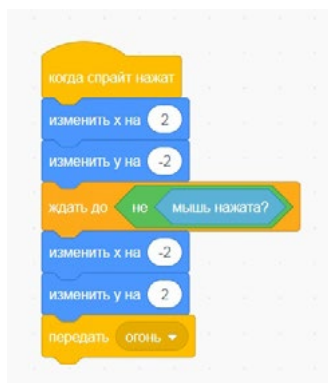 когда спрайт нажат
изменить x на 2
изменить y на -2
ждать до не мышь нажата?
изменить x на -2
изменить y на 2
передать огонь